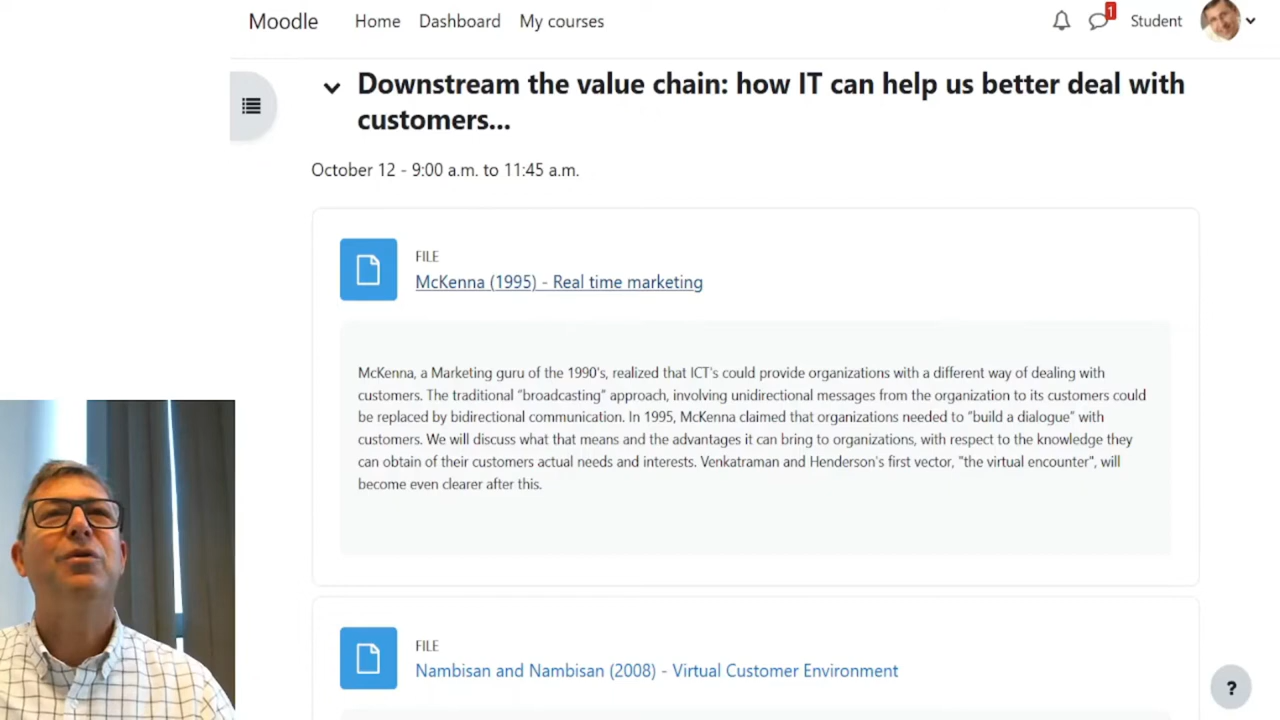 Moodle Home Dashboard My courses 1 Student
Downstream the value chain: how IT can help us better deal with
customers...
October 12 - 9:00 a.m. to 11:45 a.m.
FILE
McKenna (1995) - Real time marketing
McKenna, a Marketing guru of the 1990's, realized that ICT's could provide organizations with a different way of dealing with
customers. The traditional "broadcasting" approach, involving unidirectional messages from the organization to its customers could
be replaced by bidirectional communication. In 1995, McKenna claimed that organizations needed to "build a dialogue" with
customers. We will discuss what that means and the advantages it can bring to organizations, with respect to the knowledge they
can obtain of their customers actual needs and interests. Venkatraman and Henderson's first vector, "the virtual encounter", will
become even clearer after this.
FILE
Nambisan and Nambisan (2008) - Virtual Customer Environment
?